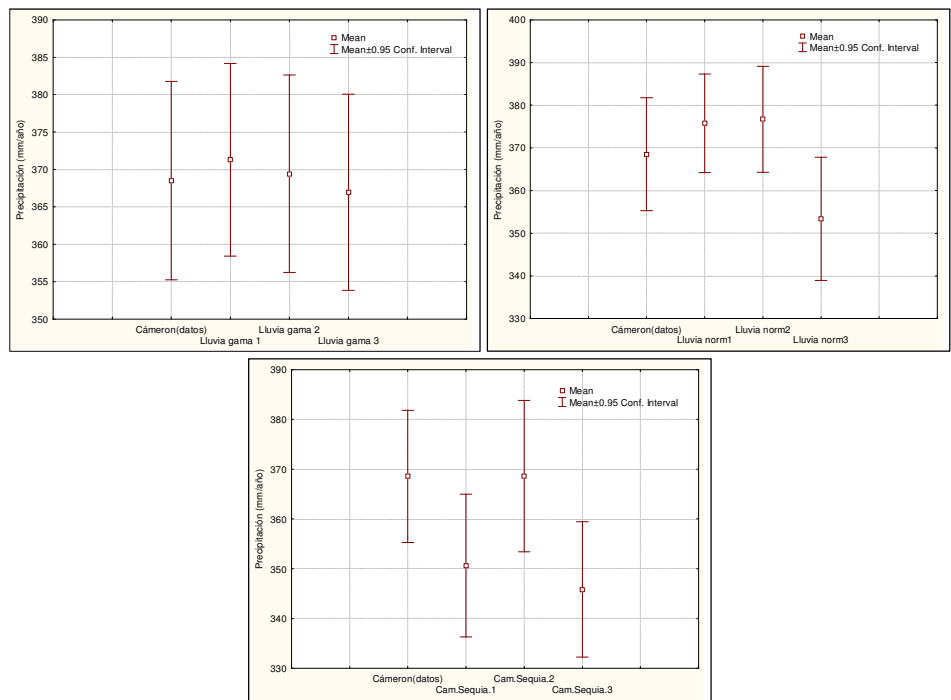 390
385
380
375
370
365
360
355
350
Precipitación (mm/año)
Mean
Mean±0.95 Conf. Interval
Cámeron(datos) Lluvia gama 2
Lluvia gama 1 Lluvia gama 3
400
390
380
370
360
350
340
330
Precipitación (mm/año)
Mean
Mean±0.95 Conf. Interval
Cámeron(datos) Lluvia norm2
Lluvia norm1 Lluvia norm3
390
380
370
360
350
340
330
Precipitación (mm/año)
Mean
Mean±0.95 Conf. Interval
Cámeron(datos) Cam.Sequia.2
Cam.Sequia.1 Cam.Sequia.3